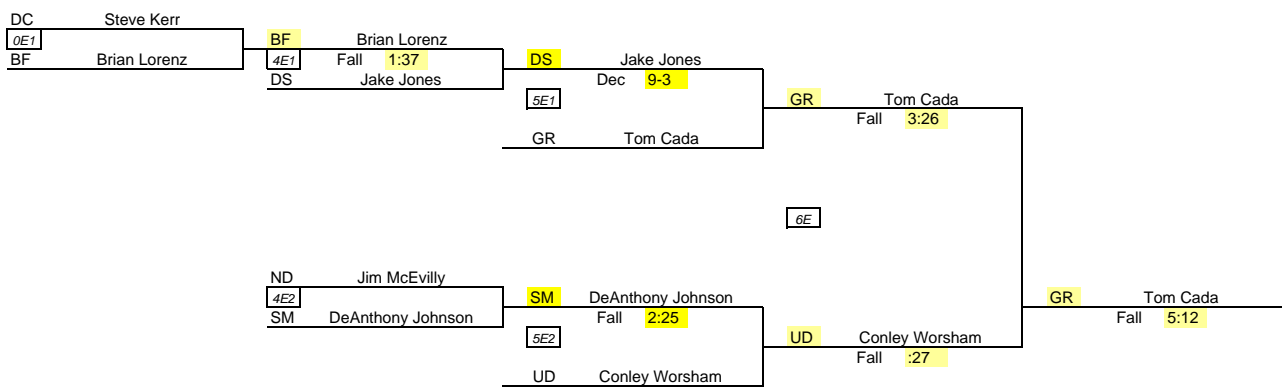 DC Steve Kerr
0E1
BF Brian Lorenz
BF Brian Lorenz
4E1 Fall 1:37
DS Jake Jones
DS Jake Jones
Dec 9-3
5E1
GR Tom Cada
GR Tom Cada
Fall 3:26
6E
ND Jim McEvilly
4E2
SM DeAnthony Johnson
SM DeAnthony Johnson
Fall 2:25
5E2
UD Conley Worsham
UD Conley Worsham
Fall :27
GR Tom Cada
Fall 5:12